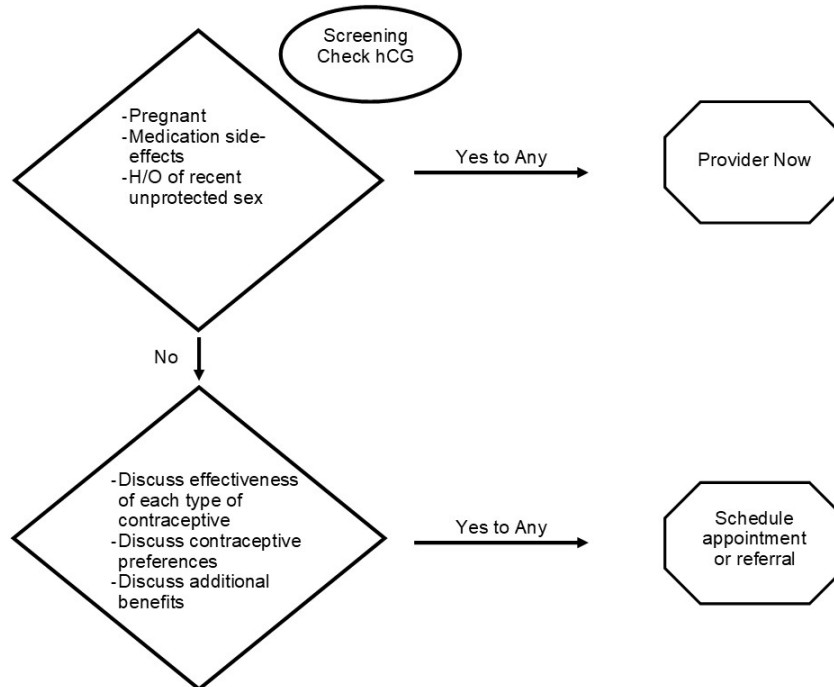 Screening
Check hCG
-Pregnant
-Medication side-
effects
-H/O of recent
unprotected sex
Yes to Any
Provider Now
No
-Discuss effectiveness
of each type of
contraceptive
-Discuss contraceptive
preferences
-Discuss additional
benefits
Yes to Any
Schedule
appointment
or referral